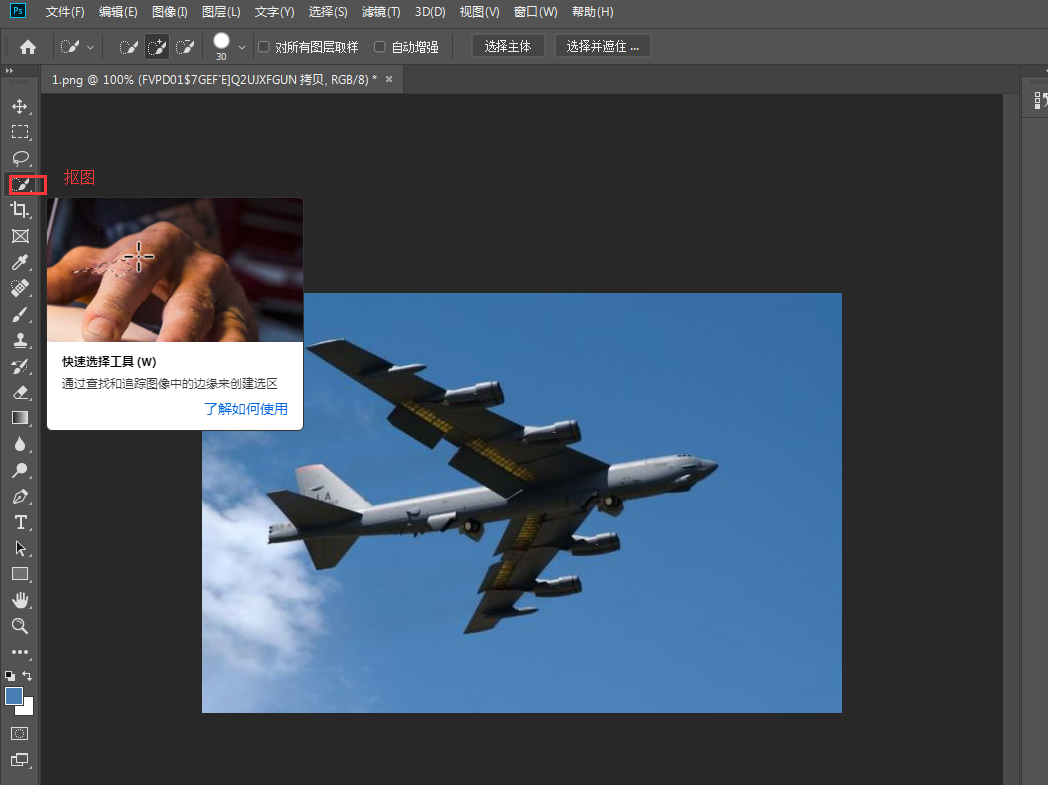 Ps 文件(F) 编辑(E) 图像(I) 图层(L) 文字(Y) 选择(S) 滤镜(T) 3D(D) 视图(V) 窗口(W) 帮助(H)
30 对所有图层取样 自动增强 选择主体 选择并遮住 ...
1.png @ 100% (FVPD01$7GEF`E]Q2UJXFGUN 拷贝, RGB/8) * ×
抠图
快速选择工具 (W)
通过查找和追踪图像中的边缘来创建选区
了解如何使用
LA